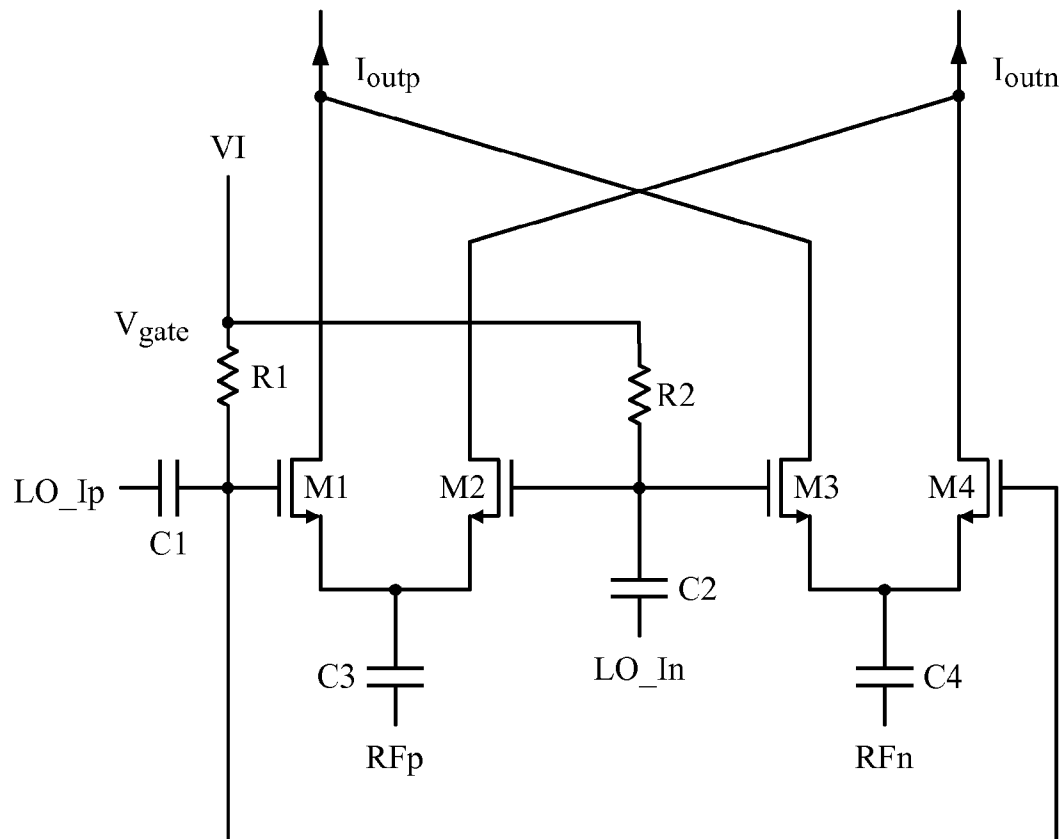 I_outp
I_outn
VI
V_gate
R1
R2
LO_Ip
M1
M2
M3
M4
C1
C2
LO_In
C3
C4
RFp
RFn